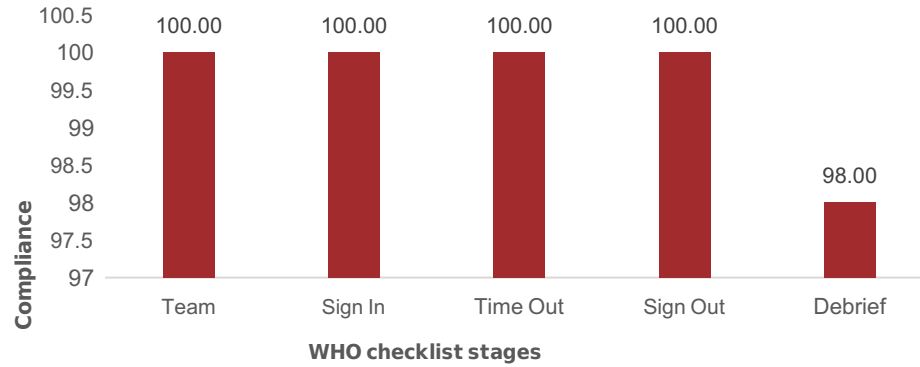 100.5
100
99.5
99
98.5
98
97.5
97
100.00
100.00
100.00
100.00
98.00
Compliance
Team
Sign In
Time Out
Sign Out
Debrief
WHO checklist stages